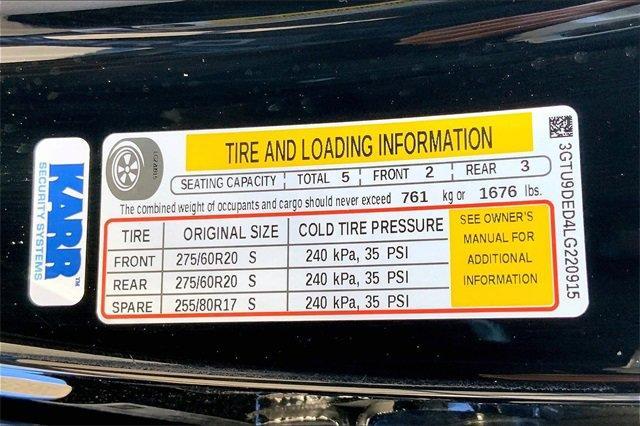 KARR™
SECURITY SYSTEMS
TIRE AND LOADING INFORMATION
SEATING CAPACITY TOTAL 5 FRONT 2 REAR 3
The combined weight of occupants and cargo should never exceed 761 kg or 1676 lbs.
TIRE ORIGINAL SIZE COLD TIRE PRESSURE
FRONT 275/60R20 S 240 kPa, 35 PSI
REAR 275/60R20 S 240 kPa, 35 PSI
SPARE 255/80R17 S 240 kPa, 35 PSI
SEE OWNER'S
MANUAL FOR
ADDITIONAL
INFORMATION
3GTU9DED4LG220915